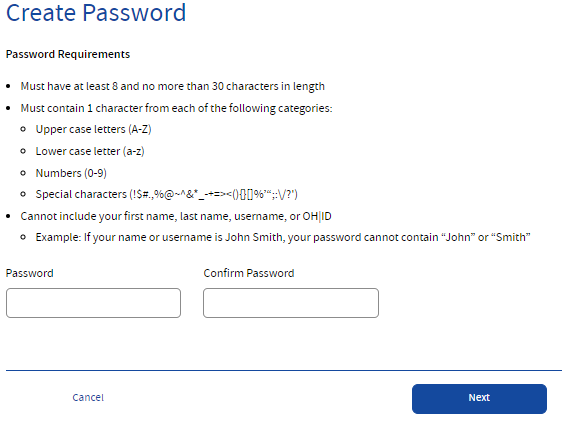 Create Password
Password Requirements
Must have at least 8 and no more than 30 characters in length
Must contain 1 character from each of the following categories:
Upper case letters (A-Z)
Lower case letter (a-z)
Numbers (0-9)
Special characters (!$#.,%@~^&*_-+=><(){}[]%'“;:\/?')
Cannot include your first name, last name, username, or OH|ID
Example: If your name or username is John Smith, your password cannot contain “John” or “Smith”
Password Confirm Password
Cancel Next